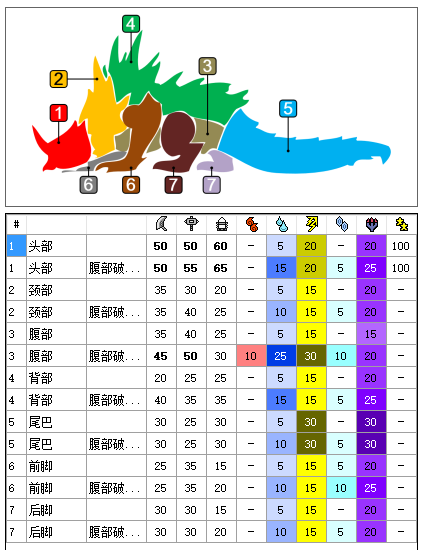 4
3
2
1
5
6
6
7
7
#
1 头部 50 50 60 — 5 20 — 20 100
1 头部 腹部破... 50 55 65 — 15 20 5 25 100
2 颈部 35 30 20 — 5 15 — 20 —
2 颈部 腹部破... 35 40 25 — 10 15 5 20 —
3 腹部 35 40 25 — 5 15 — 15 —
3 腹部 腹部破... 45 50 30 10 25 30 10 20 —
4 背部 20 25 25 — 5 15 — 20 —
4 背部 腹部破... 40 35 35 — 15 15 5 25 —
5 尾巴 30 25 30 — 5 30 — 30 —
5 尾巴 腹部破... 30 25 30 — 10 30 5 30 —
6 前脚 25 35 15 — 5 15 5 20 —
6 前脚 腹部破... 25 35 20 — 10 15 10 25 —
7 后脚 30 30 15 — 5 15 — 20 —
7 后脚 腹部破... 30 30 20 — 10 15 5 20 —